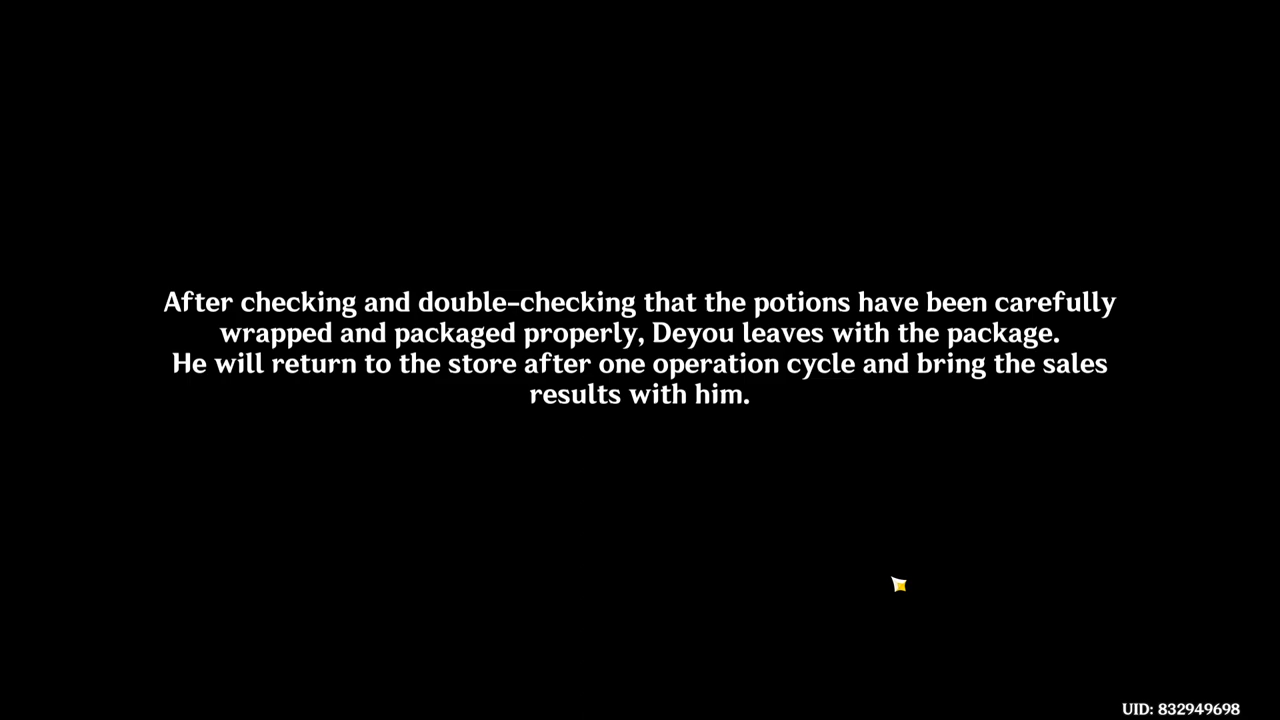 After checking and double-checking that the potions have been carefully
wrapped and packaged properly, Deyou leaves with the package.
He will return to the store after one operation cycle and bring the sales
results with him.
UID: 832949698